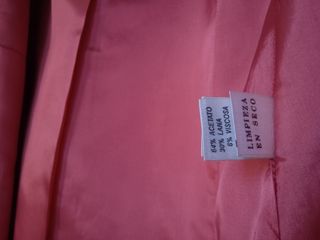 64% ACETATO
30% LANA
6% VISCOSA
LIMPIEZA
EN SECO